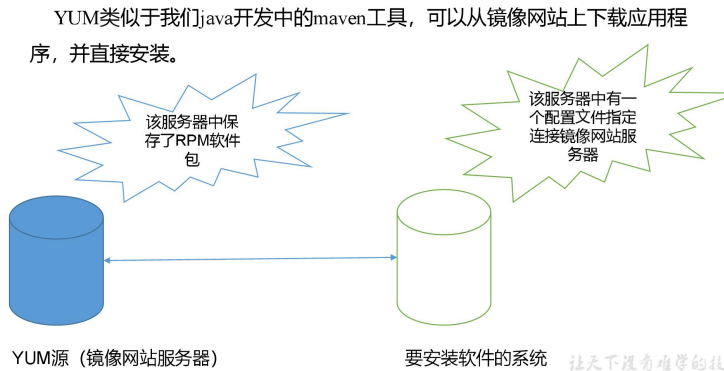 YUM类似于我们java开发中的maven工具，可以从镜像网站上下载应用程
序，并直接安装。
该服务器中保
存了RPM软件
包
该服务器中有一
个配置文件指定
连接镜像网站服
务器
YUM源（镜像网站服务器）
要安装软件的系统
让天下没有难学的技